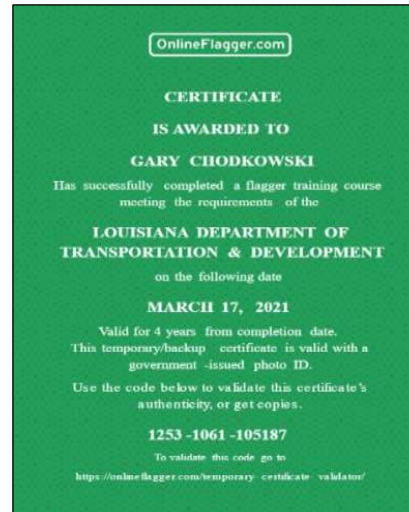 OnlineFlagger.com
CERTIFICATE
IS AWARDED TO
GARY CHODKOWSKI
Has successfully completed a flagger training course
meeting the requirements of the
LOUISIANA DEPARTMENT OF
TRANSPORTATION & DEVELOPMENT
on the following date
MARCH 17, 2021
Valid for 4 years from completion date.
This temporary/backup certificate is valid with a
government -issued photo ID.
Use the code below to validate this certificate's
authenticity, or get copies.
1253 -1061 -105187
To validate this code go to
https://onlineflagger.com/temporary certificate validator/